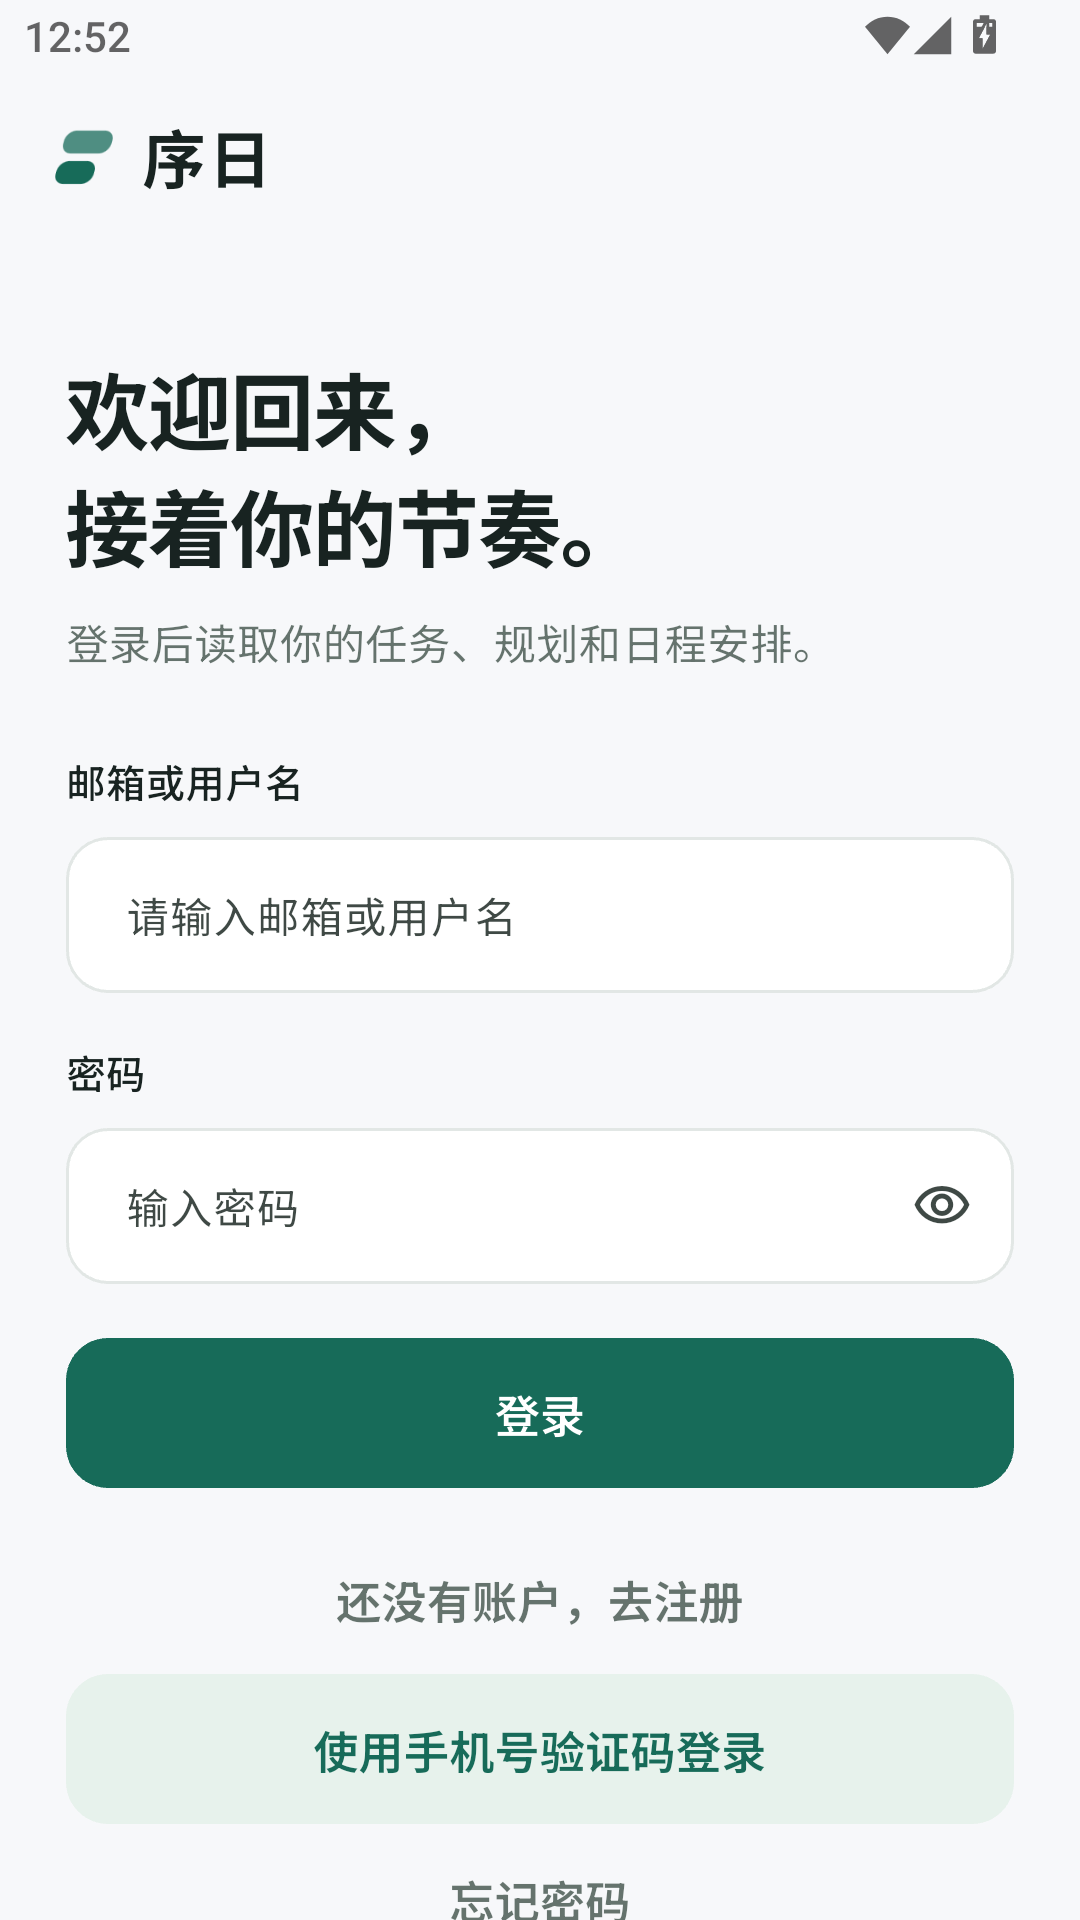 12:52
序日
欢迎回来，
接着你的节奏。
登录后读取你的任务、规划和日程安排。
邮箱或用户名
请输入邮箱或用户名
密码
输入密码
登录
还没有账户，去注册
使用手机号验证码登录
忘记密码